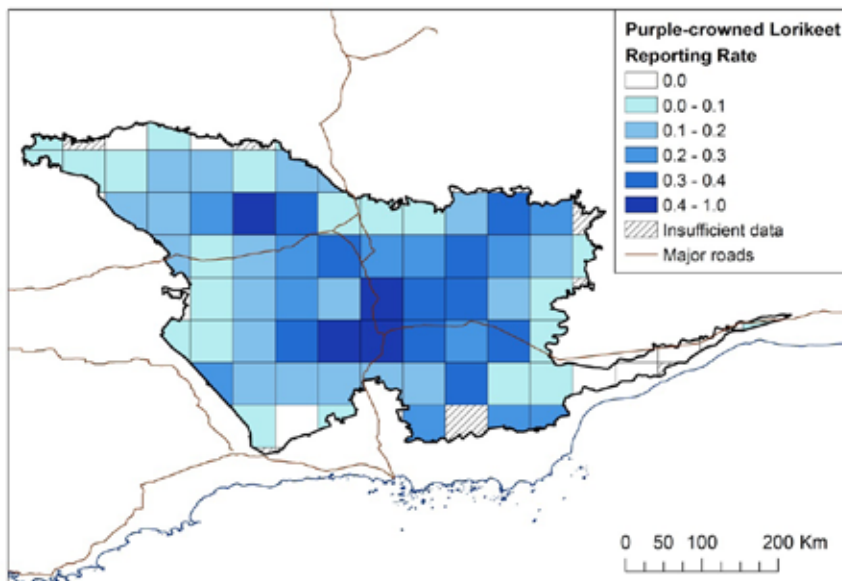 Purple-crowned Lorikeet
Reporting Rate
0.0
0.0 - 0.1
0.1 - 0.2
0.2 - 0.3
0.3 - 0.4
0.4 - 1.0
Insufficient data
Major roads
0 50 100 200 Km